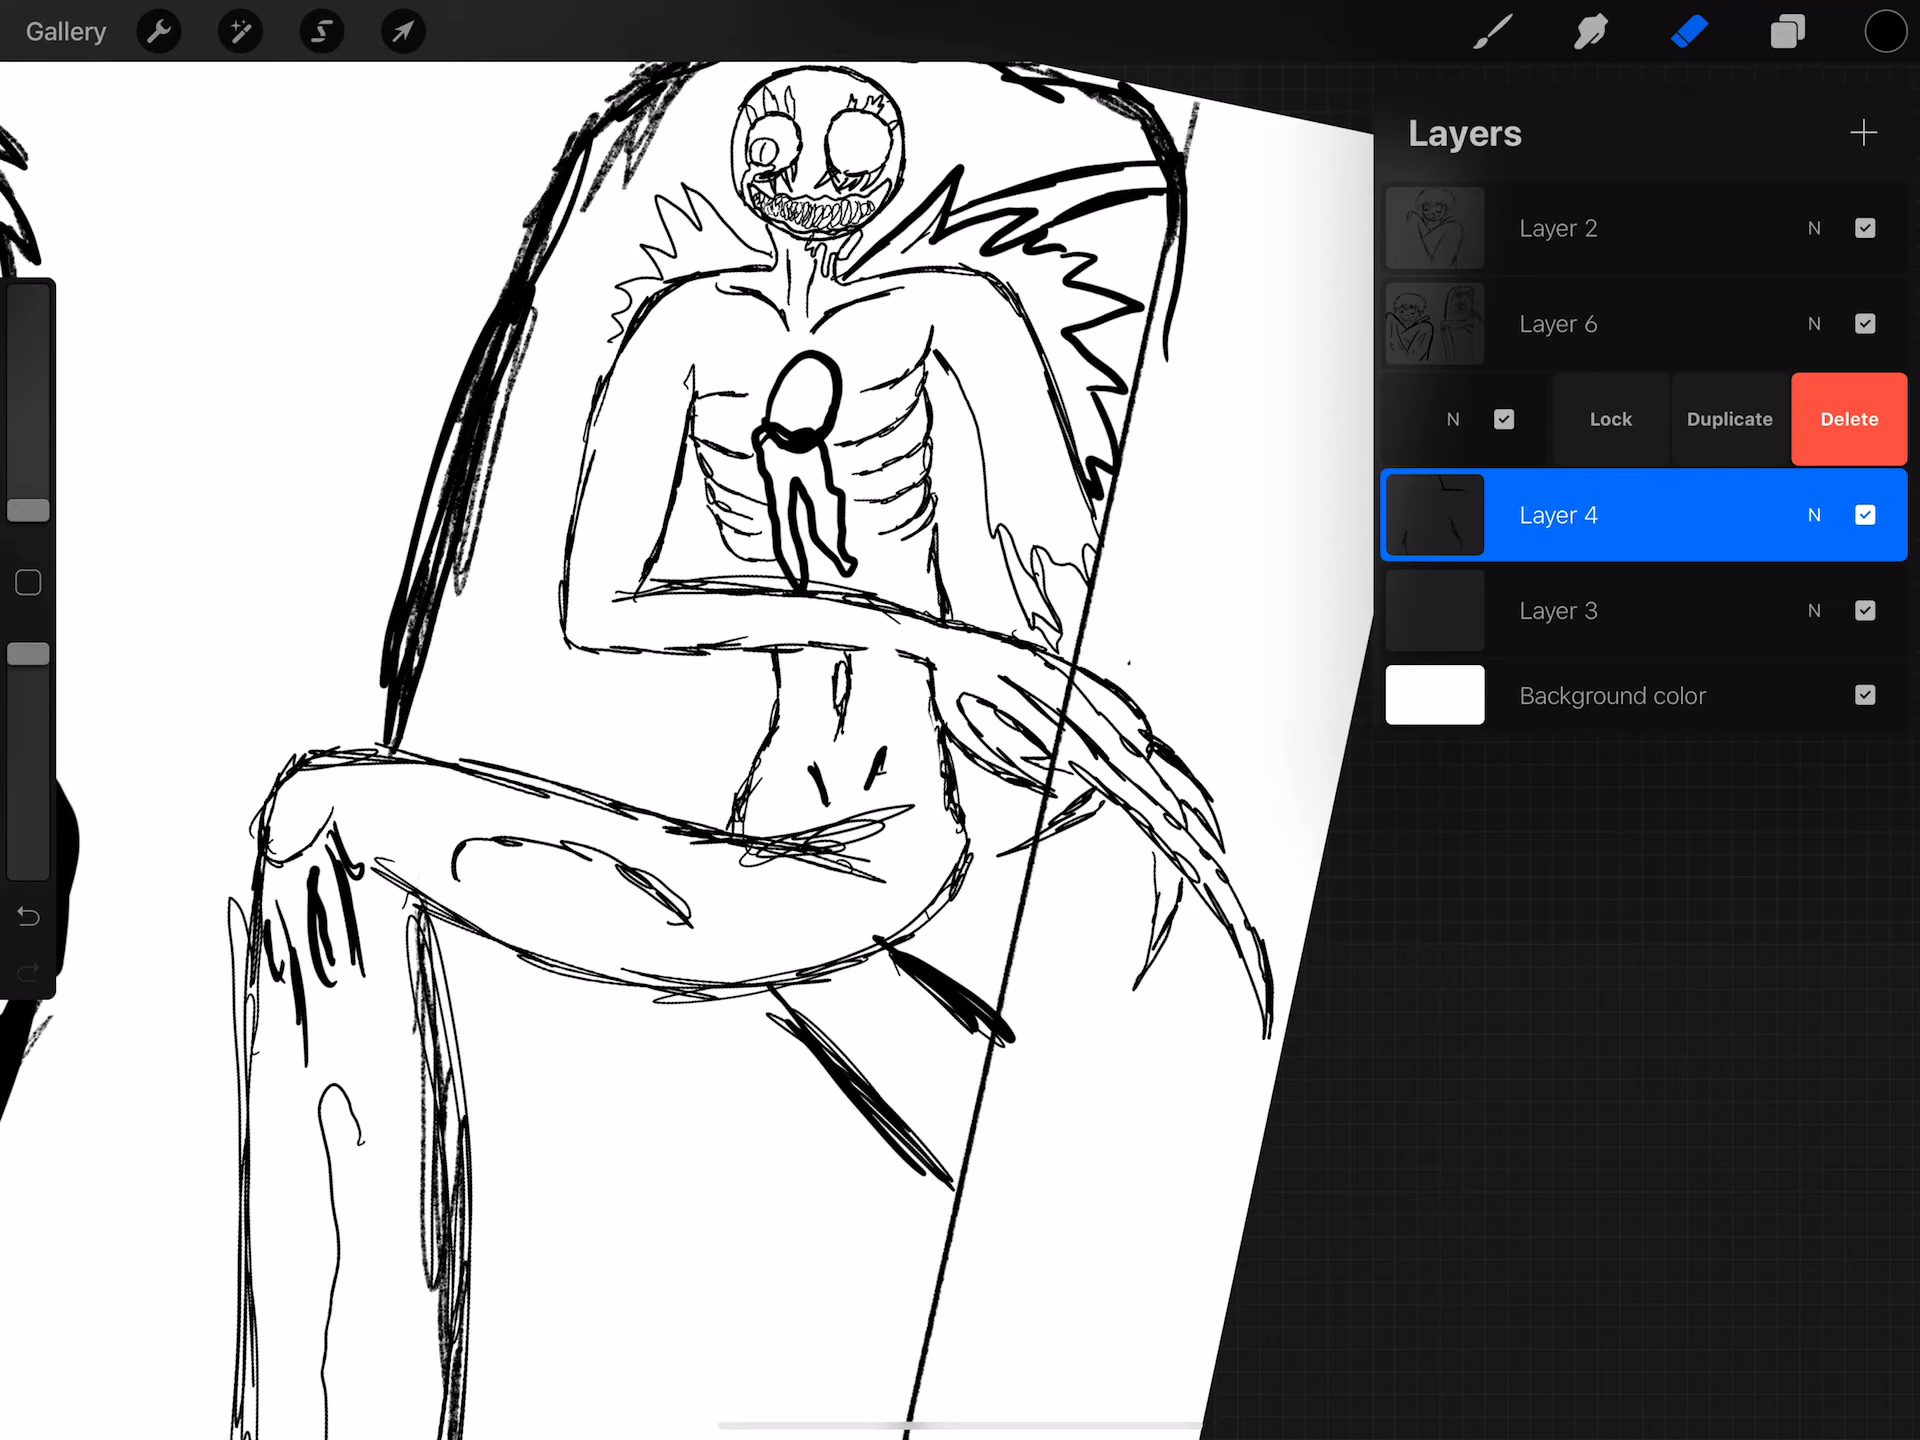 Gallery
Layers
Layer 2 N
Layer 6 N
N Lock Duplicate Delete
Layer 4 N
Layer 3 N
Background color